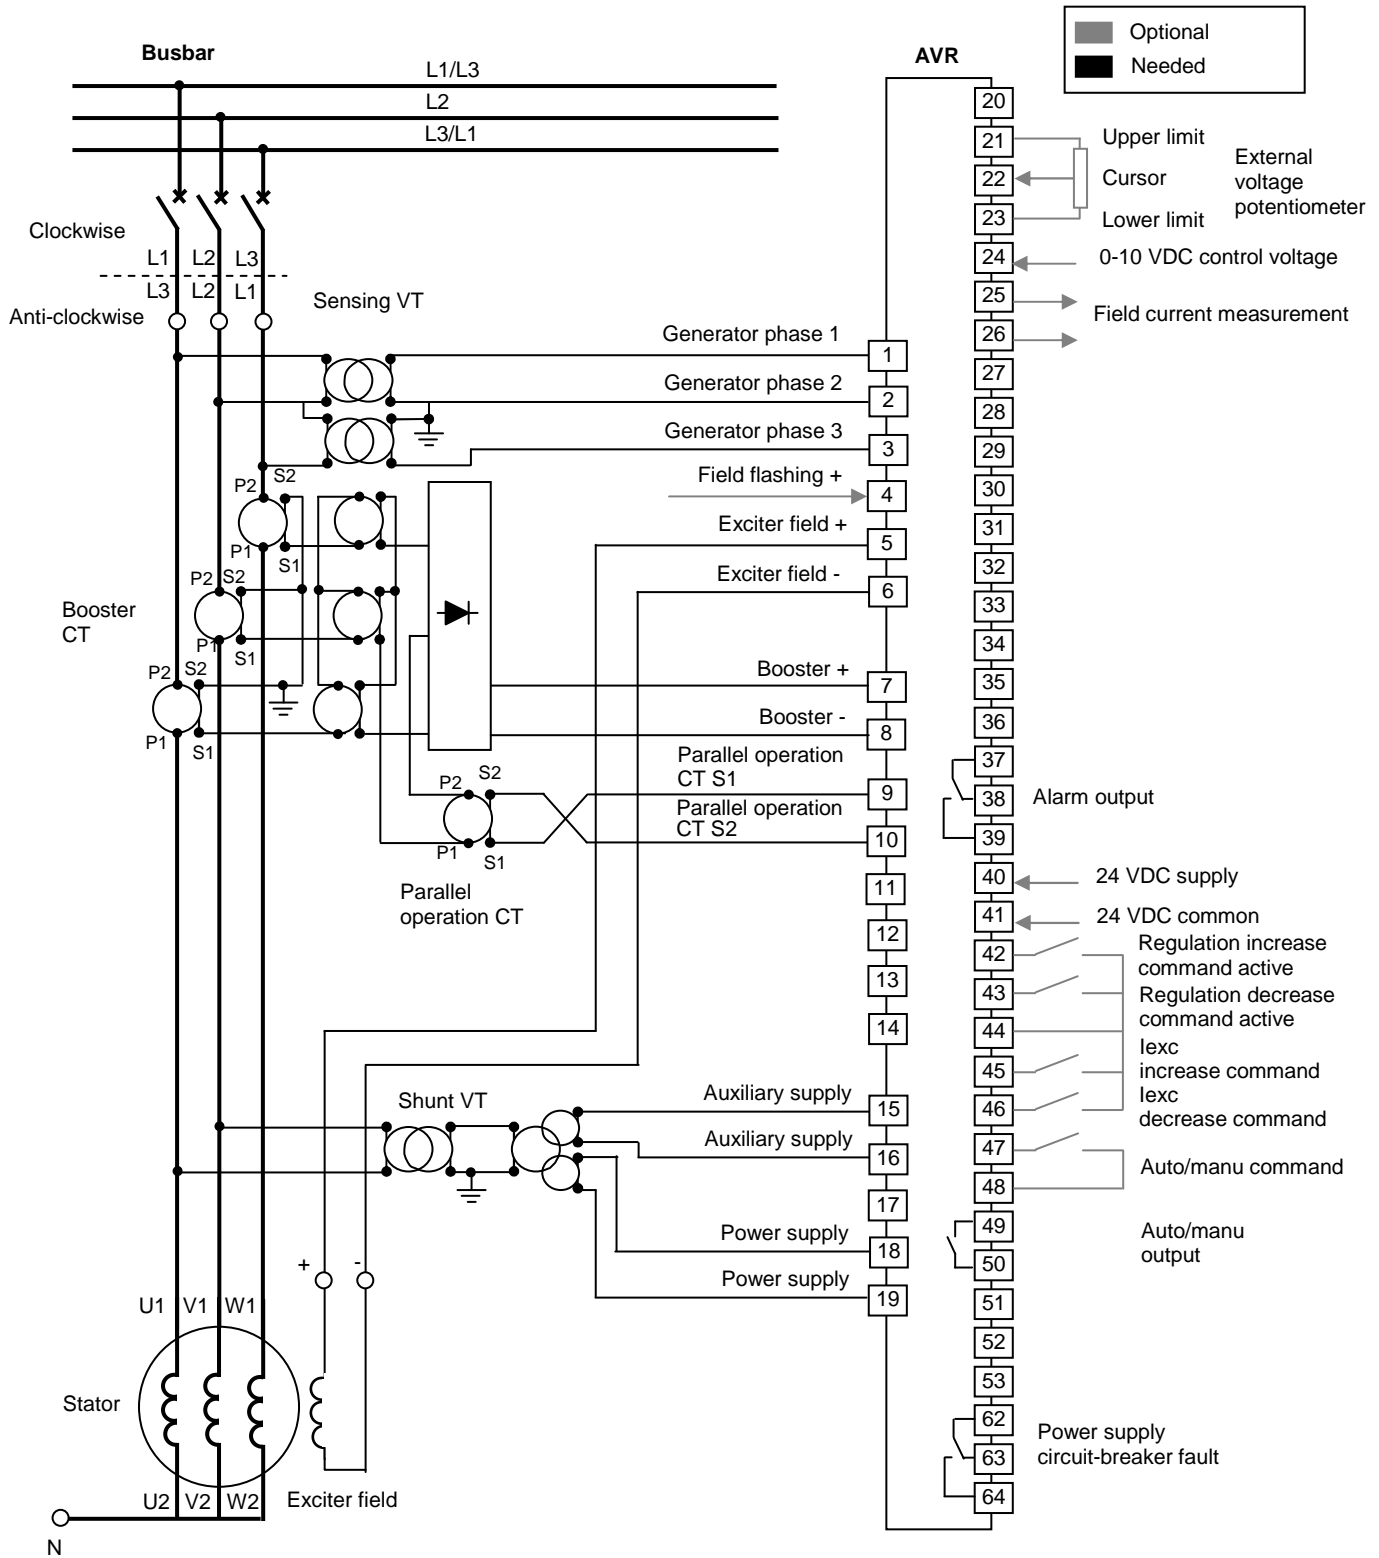 Optional
Needed
Busbar
AVR
L1/L3
L2
L3/L1
Clockwise
L1 L2 L3
L3 L2 L1
Anti-clockwise
Sensing VT
Generator phase 1
Generator phase 2
Generator phase 3
Field flashing +
Exciter field +
Exciter field -
Booster +
Booster -
Parallel operation
CT S1
Parallel operation
CT S2
P2 S2
P1 S1
P2 S2
P1 S1
P2 S2
P1 S1
Booster
CT
P2 S2
P1 S1
Parallel
operation CT
Shunt VT
Auxiliary supply
Auxiliary supply
Power supply
Power supply
+ -
U1 V1 W1
Stator
U2 V2 W2
Exciter field
N
1
2
3
4
5
6
7
8
9
10
11
12
13
14
15
16
17
18
19
20
21
22
23
24
25
26
27
28
29
30
31
32
33
34
35
36
37
38
39
40
41
42
43
44
45
46
47
48
49
50
51
52
53
62
63
64
Upper limit
Cursor
Lower limit
External
voltage
potentiometer
0-10 VDC control voltage
Field current measurement
Alarm output
24 VDC supply
24 VDC common
Regulation increase
command active
Regulation decrease
command active
Iexc
increase command
Iexc
decrease command
Auto/manu command
Auto/manu
output
Power supply
circuit-breaker fault